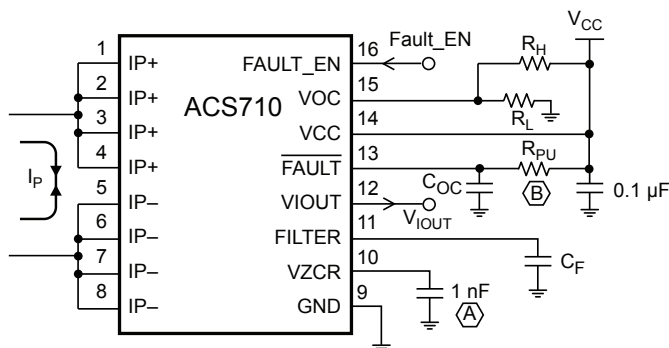 V_CC
1 IP+ FAULT_EN 16 Fault_EN
R_H
2 IP+ VOC 15
ACS710
R_L
3 IP+ VCC 14
4 IP+ FAULT 13 R_PU
I_P
C_OC B 0.1 µF
5 IP– VIOUT 12 V_IOUT
6 IP– FILTER 11
C_F
7 IP– VZCR 10
1 nF A
8 IP– GND 9